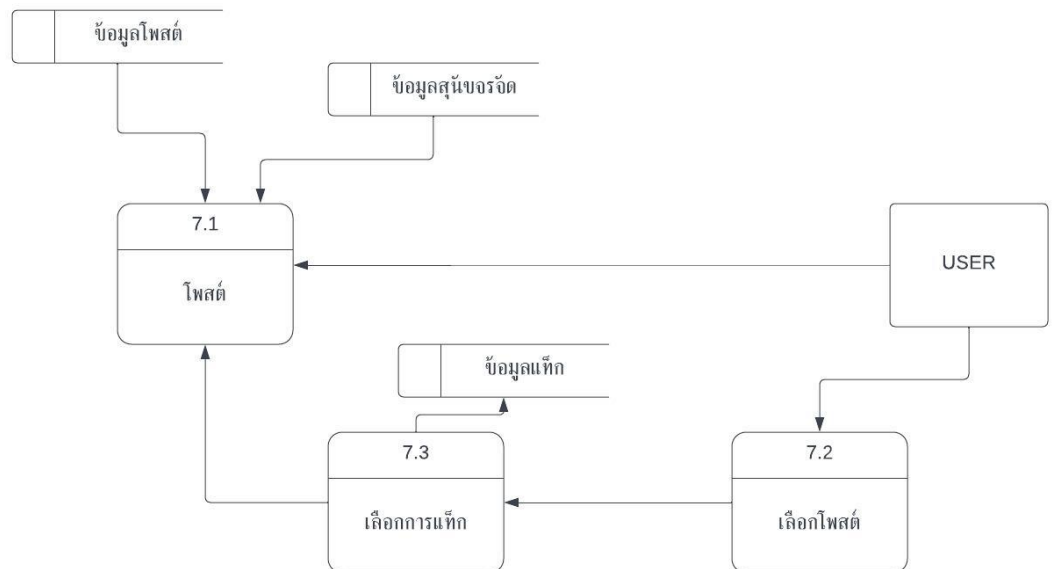 ข้อมูลโพสต์
ข้อมูลสุนัขจรจัด
7.1
โพสต์
USER
ข้อมูลแท็ก
7.3
เลือกการแท็ก
7.2
เลือกโพสต์